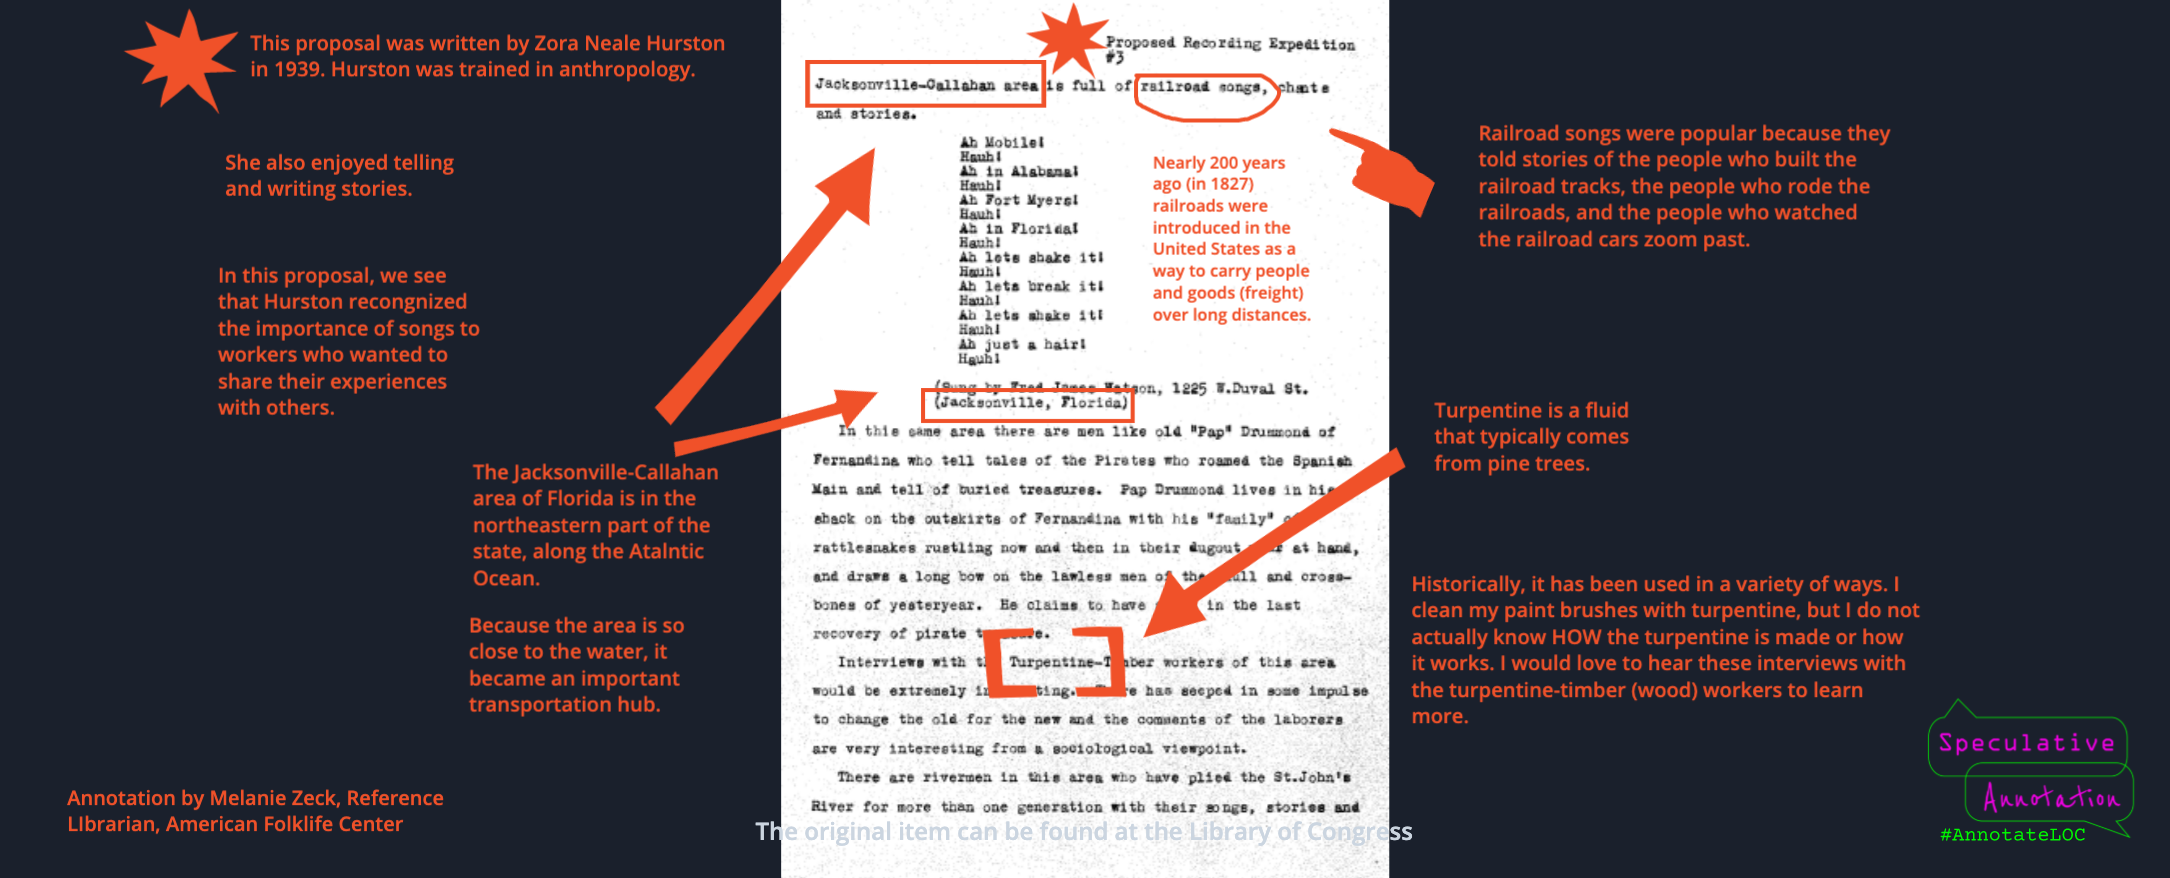 This proposal was written by Zora Neale Hurston
in 1939. Hurston was trained in anthropology.
She also enjoyed telling
and writing stories.
In this proposal, we see
that Hurston recongnized
the importance of songs to
workers who wanted to
share their experiences
with others.
The Jacksonville-Callahan
area of Florida is in the
northeastern part of the
state, along the Atalntic
Ocean.
Because the area is so
close to the water, it
became an important
transportation hub.
Annotation by Melanie Zeck, Reference
LIbrarian, American Folklife Center
Proposed Recording Expedition
#3
Jacksonville-Callahan area is full of railroad songs, chants
and stories.
Ah Mobile!
Hauh!
Ah in Alabama!
Hauh!
Ah Fort Myers!
Hauh!
Ah in Florida!
Hauh!
Ah lets shake it!
Hauh!
Ah lets break it!
Hauh!
Ah lets shake it!
Hauh!
Ah just a hair!
Hauh!
Nearly 200 years
ago (in 1827)
railroads were
introduced in the
United States as a
way to carry people
and goods (freight)
over long distances.
(Sung by Fred James Watson, 1225 W.Duval St.
(Jacksonville, Florida)
In this same area there are men like old "Pap" Drummond of
Fernandina who tell tales of the Pirates who roamed the Spanish
Main and tell of buried treasures. Pap Drummond lives in his
shack on the outskirts of Fernandina with his "family" of
rattlesnakes rustling now and then in their dugout at hand,
and draws a long bow on the lawless men of the skull and cross-
bones of yesteryear. He claims to have in the last
recovery of pirate
Interviews with the Turpentine-Timber workers of this area
would be extremely There has seeped in some impulse
to change the old for the new and the comments of the laborers
are very interesting from a sociological viewpoint.
There are rivermen in this area who have plied the St.John's
River for more than one generation with their songs, stories and
The original item can be found at the Library of Congress
Railroad songs were popular because they
told stories of the people who built the
railroad tracks, the people who rode the
railroads, and the people who watched
the railroad cars zoom past.
Turpentine is a fluid
that typically comes
from pine trees.
Historically, it has been used in a variety of ways. I
clean my paint brushes with turpentine, but I do not
actually know HOW the turpentine is made or how
it works. I would love to hear these interviews with
the turpentine-timber (wood) workers to learn
more.
Speculative
Annotation
#AnnotateLOC